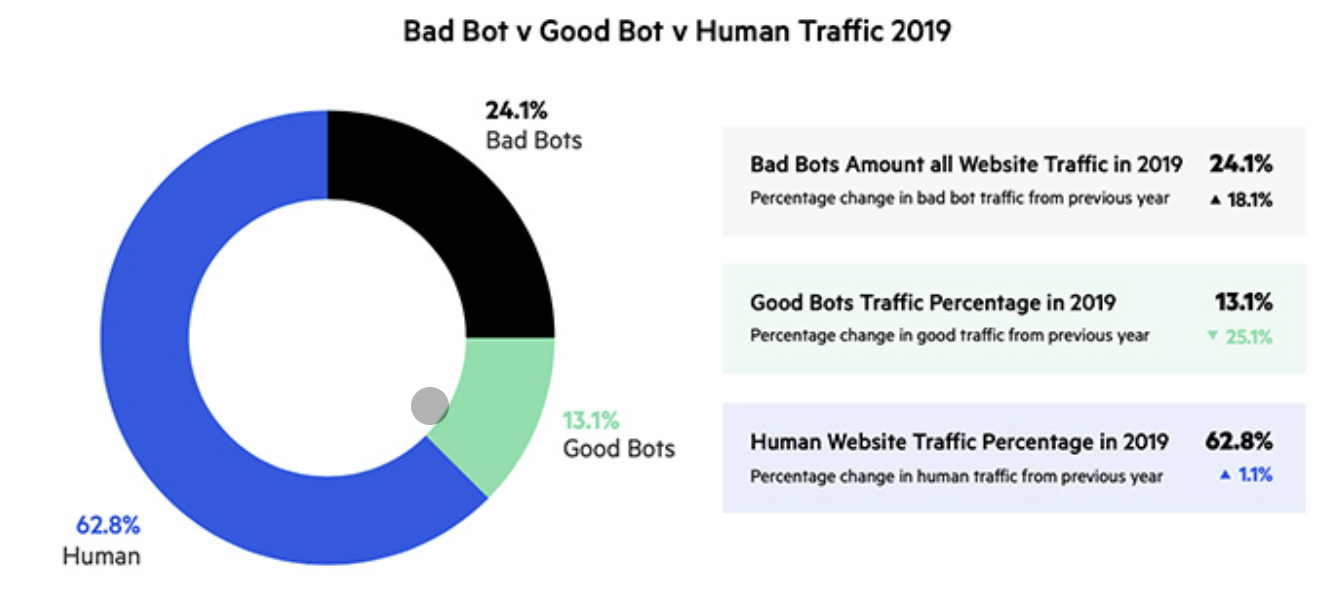 Bad Bot v Good Bot v Human Traffic 2019
24.1%
Bad Bots
13.1%
Good Bots
62.8%
Human
Bad Bots Amount all Website Traffic in 2019 24.1%
Percentage change in bad bot traffic from previous year ▲ 18.1%
Good Bots Traffic Percentage in 2019 13.1%
Percentage change in good traffic from previous year ▼ 25.1%
Human Website Traffic Percentage in 2019 62.8%
Percentage change in human traffic from previous year ▲ 1.1%